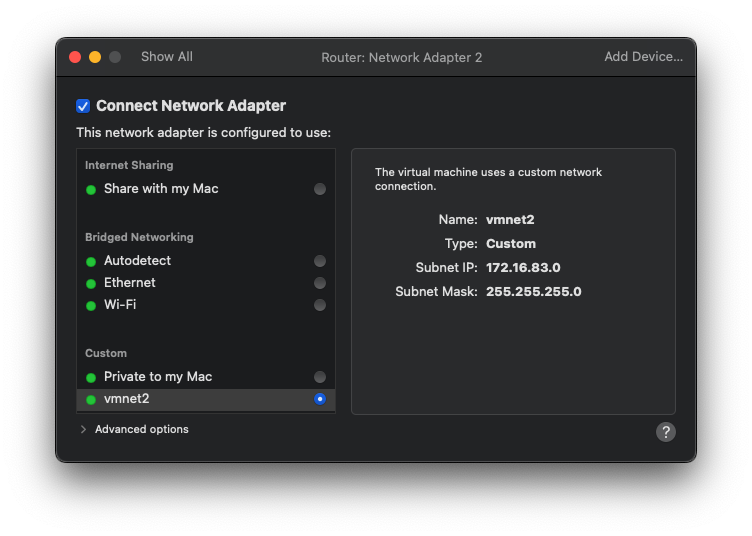 Show All
Router: Network Adapter 2
Add Device...
Connect Network Adapter
This network adapter is configured to use:
Internet Sharing
Share with my Mac
Bridged Networking
Autodetect
Ethernet
Wi-Fi
Custom
Private to my Mac
vmnet2
Advanced options
The virtual machine uses a custom network
connection.
Name: vmnet2
Type: Custom
Subnet IP: 172.16.83.0
Subnet Mask: 255.255.255.0
?